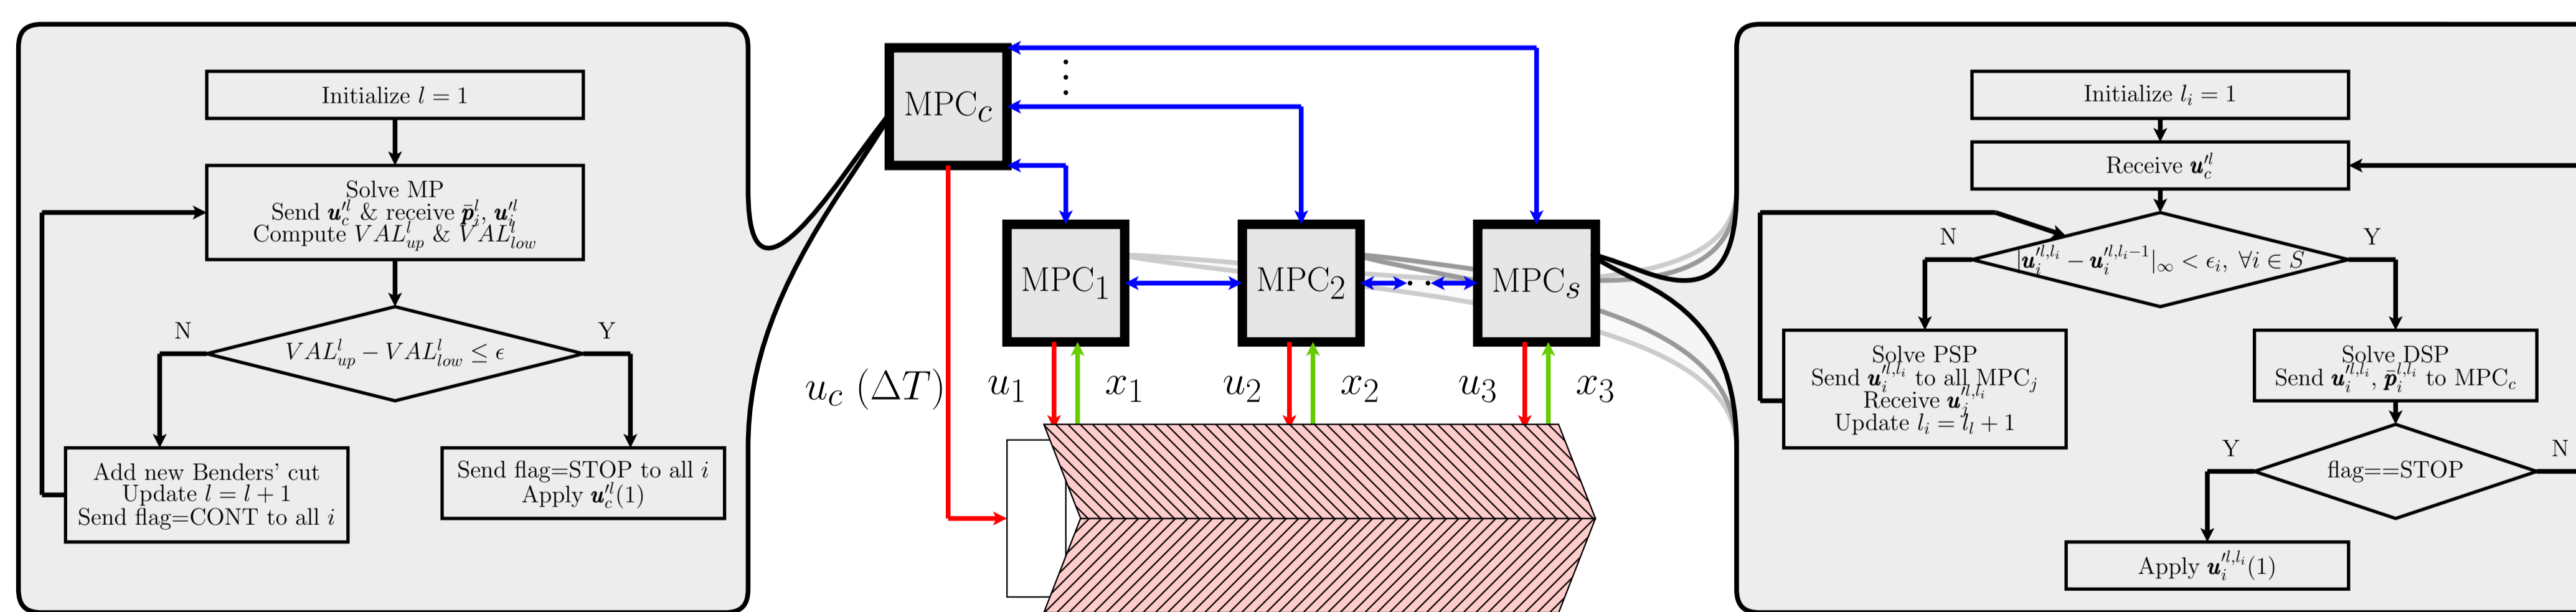 Initialize l = 1
Solve MP
Send u_c'^l & receive p̄_i^l, u_i'^l
Compute VAL_up^l & VAL_low^l
N
Y
VAL_up^l − VAL_low^l ≤ ϵ
Add new Benders' cut
Update l = l + 1
Send flag=CONT to all i
Send flag=STOP to all i
Apply u_c'^l(1)
MPC_c
⋮
MPC_1
MPC_2
· ·
MPC_s
u_c (ΔT)
u_1
x_1
u_2
x_2
u_3
x_3
Initialize l_i = 1
Receive u_c'^l
N
Y
|u_i'^{l,l_i} − u_i'^{l,l_i−1}|_∞ < ϵ_i, ∀i ∈ S
Solve PSP
Send u_i'^{l,l_i} to all MPC_j
Receive u_j'^{l,l_i}
Update l_i = l_l + 1
Solve DSP
Send u_i'^{l,l_i}, p̄_i^{l,l_i} to MPC_c
Y
N
flag==STOP
Apply u_i'^{l,l_i}(1)